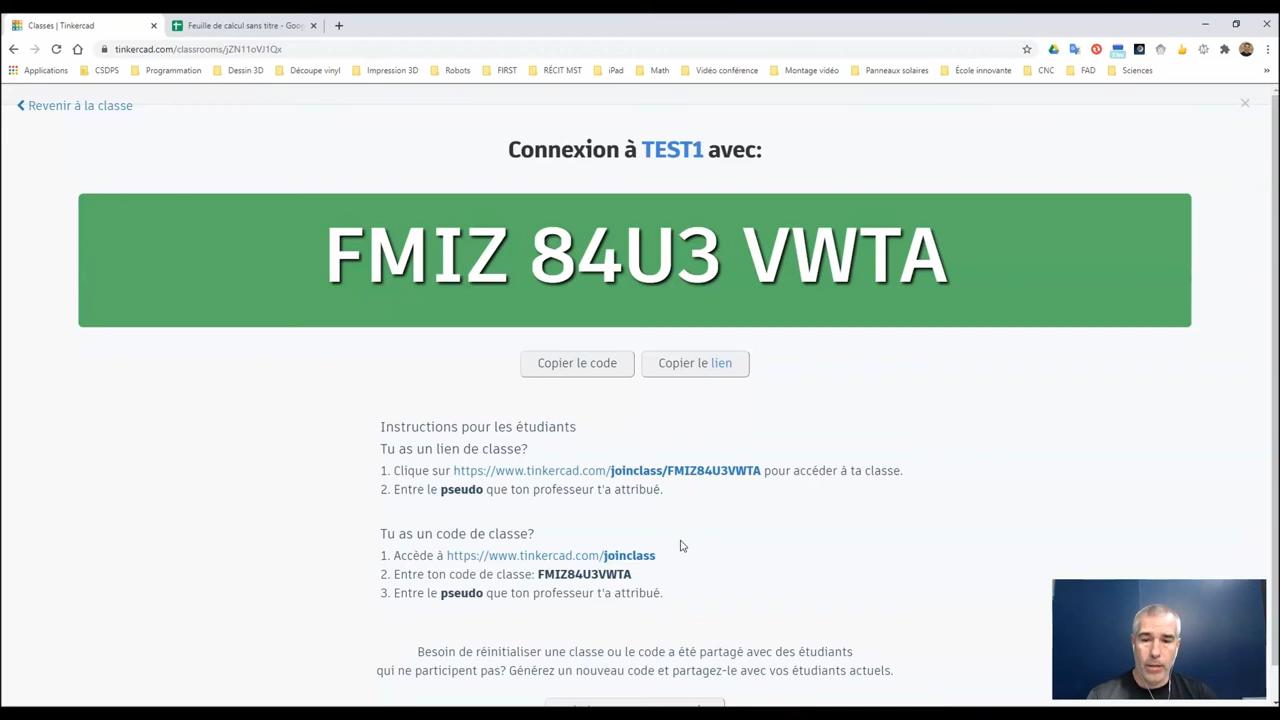 Classes | Tinkercad
Feuille de calcul sans titre - Goog
tinkercad.com/classrooms/jZN11oVJ1Qx
Applications
CSDPS
Programmation
Dessin 3D
Découpe vinyl
Impression 3D
Robots
FIRST
RÉCIT MST
iPad
Math
Vidéo conférence
Montage vidéo
Panneaux solaires
École innovante
CNC
FAD
Sciences
Revenir à la classe
Connexion à TEST1 avec:
FMIZ 84U3 VWTA
Copier le code
Copier le lien
Instructions pour les étudiants
Tu as un lien de classe?
1. Clique sur https://www.tinkercad.com/joinclass/FMIZ84U3VWTA pour accéder à ta classe.
2. Entre le pseudo que ton professeur t'a attribué.
Tu as un code de classe?
1. Accède à https://www.tinkercad.com/joinclass
2. Entre ton code de classe: FMIZ84U3VWTA
3. Entre le pseudo que ton professeur t'a attribué.
Besoin de réinitialiser une classe ou le code a été partagé avec des étudiants
qui ne participent pas? Générez un nouveau code et partagez-le avec vos étudiants actuels.